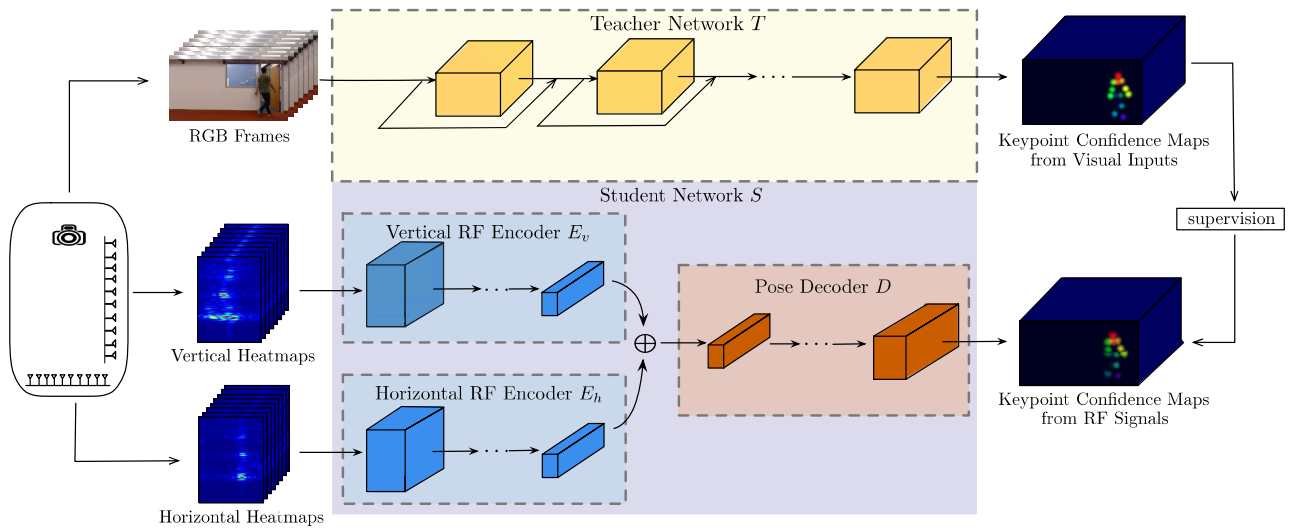 Teacher Network T
RGB Frames
Keypoint Confidence Maps
from Visual Inputs
Student Network S
supervision
Vertical RF Encoder E_v
Vertical Heatmaps
Pose Decoder D
Horizontal RF Encoder E_h
Keypoint Confidence Maps
from RF Signals
Horizontal Heatmaps